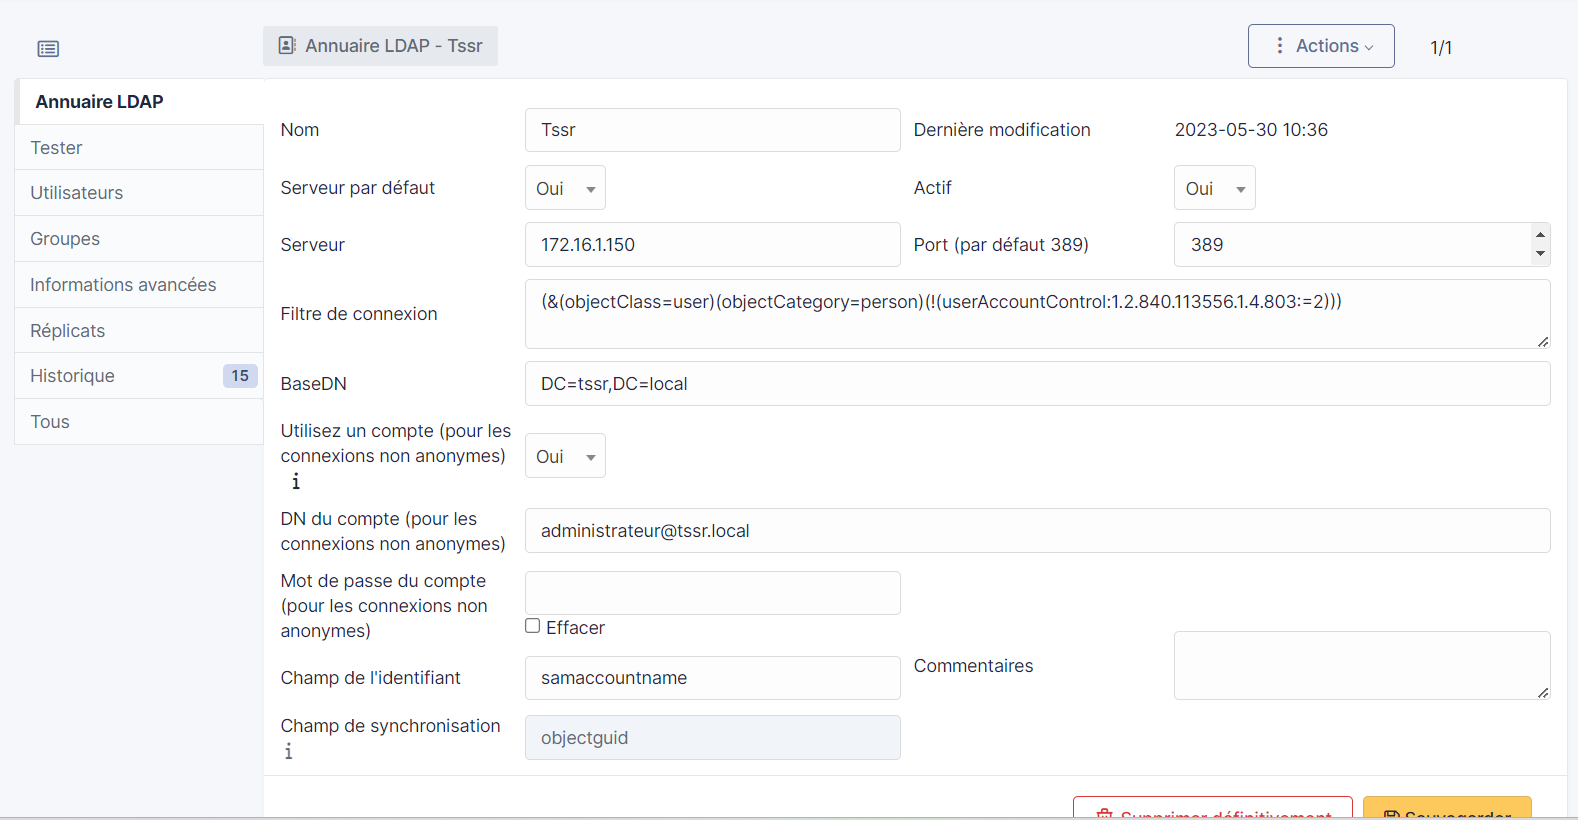 Annuaire LDAP - Tssr
Actions
1/1
Annuaire LDAP
Tester
Utilisateurs
Groupes
Informations avancées
Réplicats
Historique 15
Tous
Nom
Tssr
Dernière modification
2023-05-30 10:36
Serveur par défaut
Oui
Actif
Oui
Serveur
172.16.1.150
Port (par défaut 389)
389
Filtre de connexion
(&(objectClass=user)(objectCategory=person)(!(userAccountControl:1.2.840.113556.1.4.803:=2)))
BaseDN
DC=tssr,DC=local
Utilisez un compte (pour les
connexions non anonymes)
Oui
DN du compte (pour les
connexions non anonymes)
administrateur@tssr.local
Mot de passe du compte
(pour les connexions non
anonymes)
Effacer
Champ de l'identifiant
samaccountname
Commentaires
Champ de synchronisation
objectguid
Supprimer définitivement
Sauvegarder